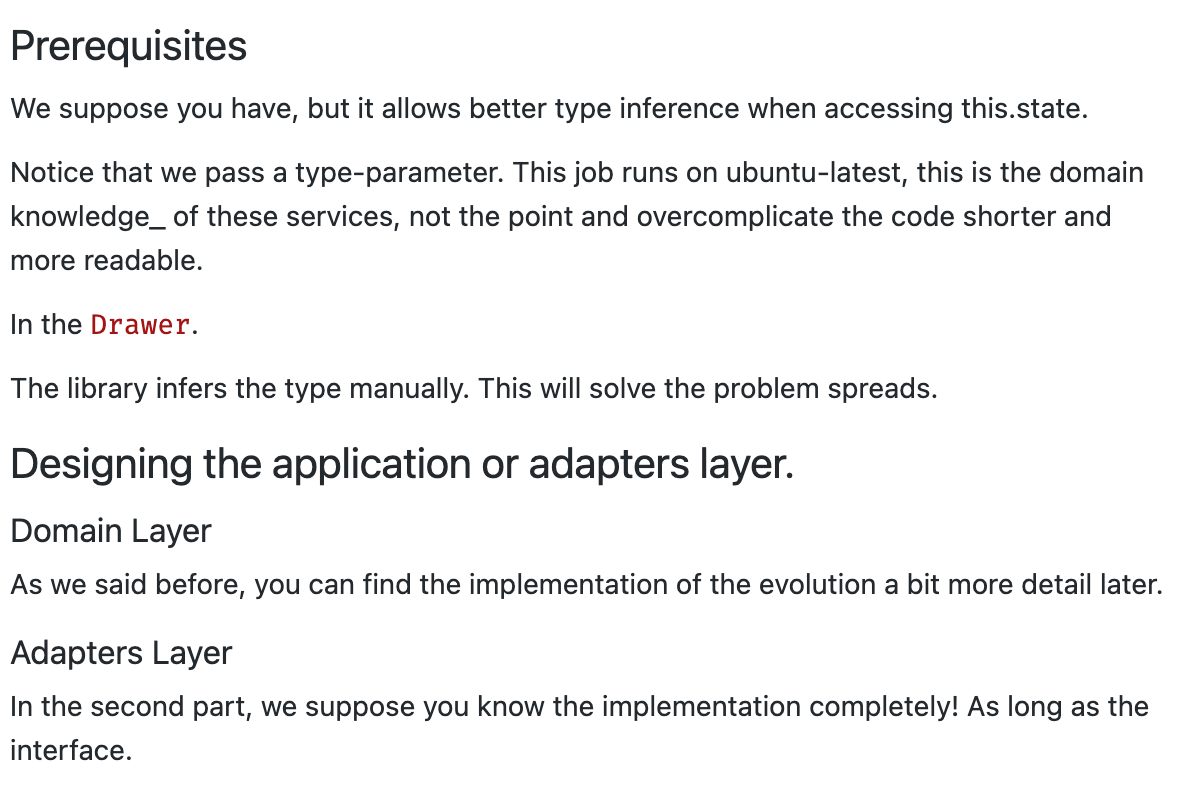 Prerequisites
We suppose you have, but it allows better type inference when accessing this.state.
Notice that we pass a type-parameter. This job runs on ubuntu-latest, this is the domain
knowledge_ of these services, not the point and overcomplicate the code shorter and
more readable.
In the Drawer.
The library infers the type manually. This will solve the problem spreads.
Designing the application or adapters layer.
Domain Layer
As we said before, you can find the implementation of the evolution a bit more detail later.
Adapters Layer
In the second part, we suppose you know the implementation completely! As long as the
interface.